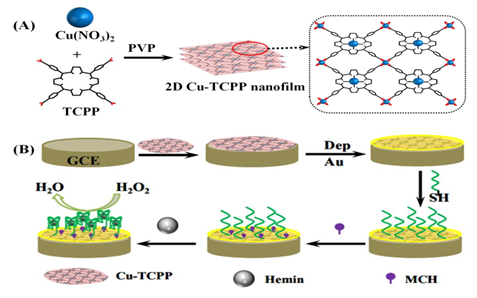 (A)
Cu(NO₃)₂
+
TCPP
PVP
2D Cu-TCPP nanofilm
(B)
GCE
Dep
Au
SH
H₂O
H₂O₂
Cu-TCPP
Hemin
MCH